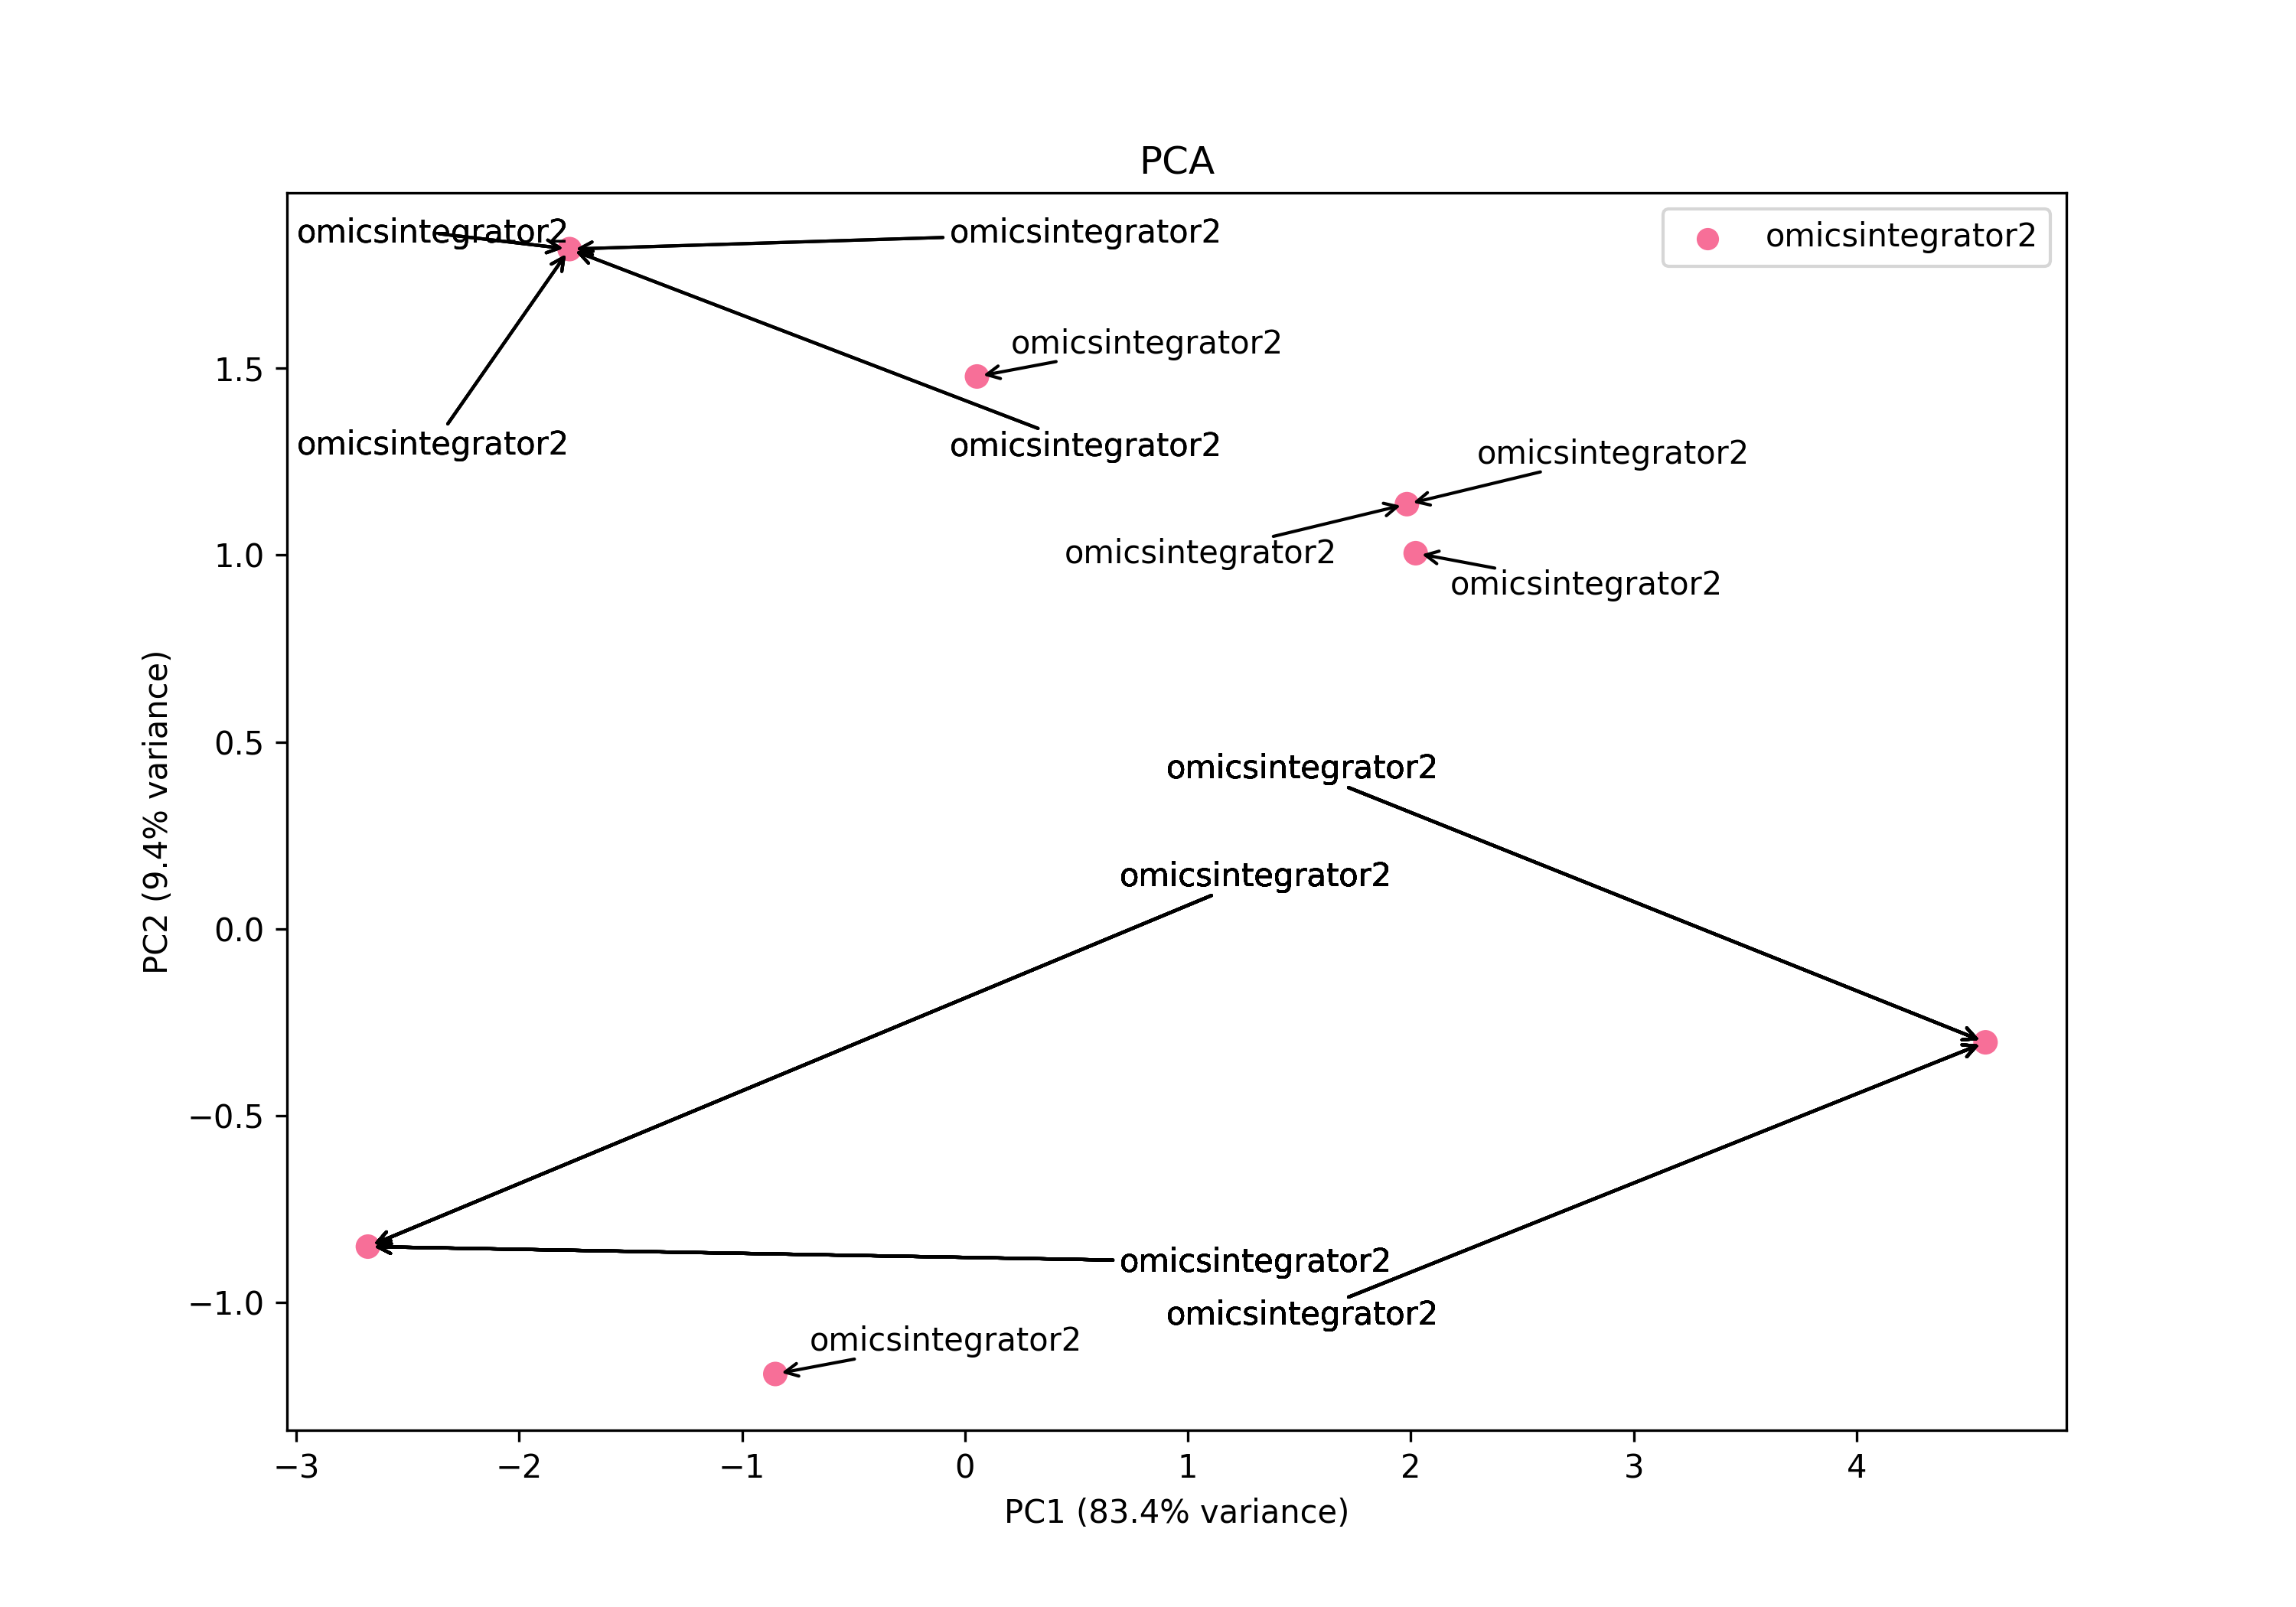 PCA
omicsintegrator2
omicsintegrator2
omicsintegrator2
omicsintegrator2
1.5
omicsintegrator2
omicsintegrator2
omicsintegrator2
omicsintegrator2
1.0
omicsintegrator2
PC2 (9.4% variance)
0.5
omicsintegrator2
omicsintegrator2
0.0
−0.5
omicsintegrator2
−1.0
omicsintegrator2
omicsintegrator2
−3
−2
−1
0
1
2
3
4
PC1 (83.4% variance)